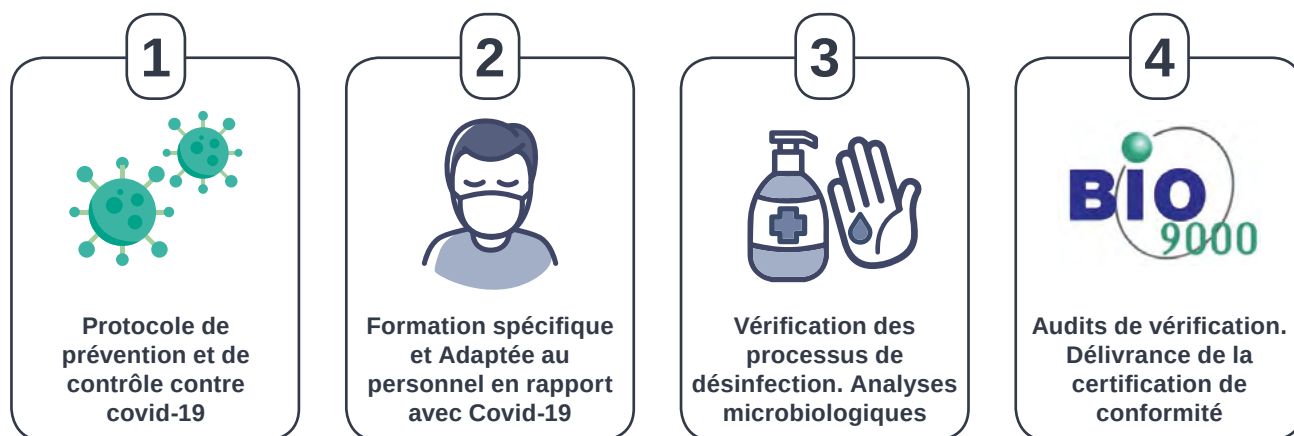 1
Protocole de
prévention et de
contrôle contre
covid-19
2
Formation spécifique
et Adaptée au
personnel en rapport
avec Covid-19
3
Vérification des
processus de
désinfection. Analyses
microbiologiques
4
BIO
9000
Audits de vérification.
Délivrance de la
certification de
conformité